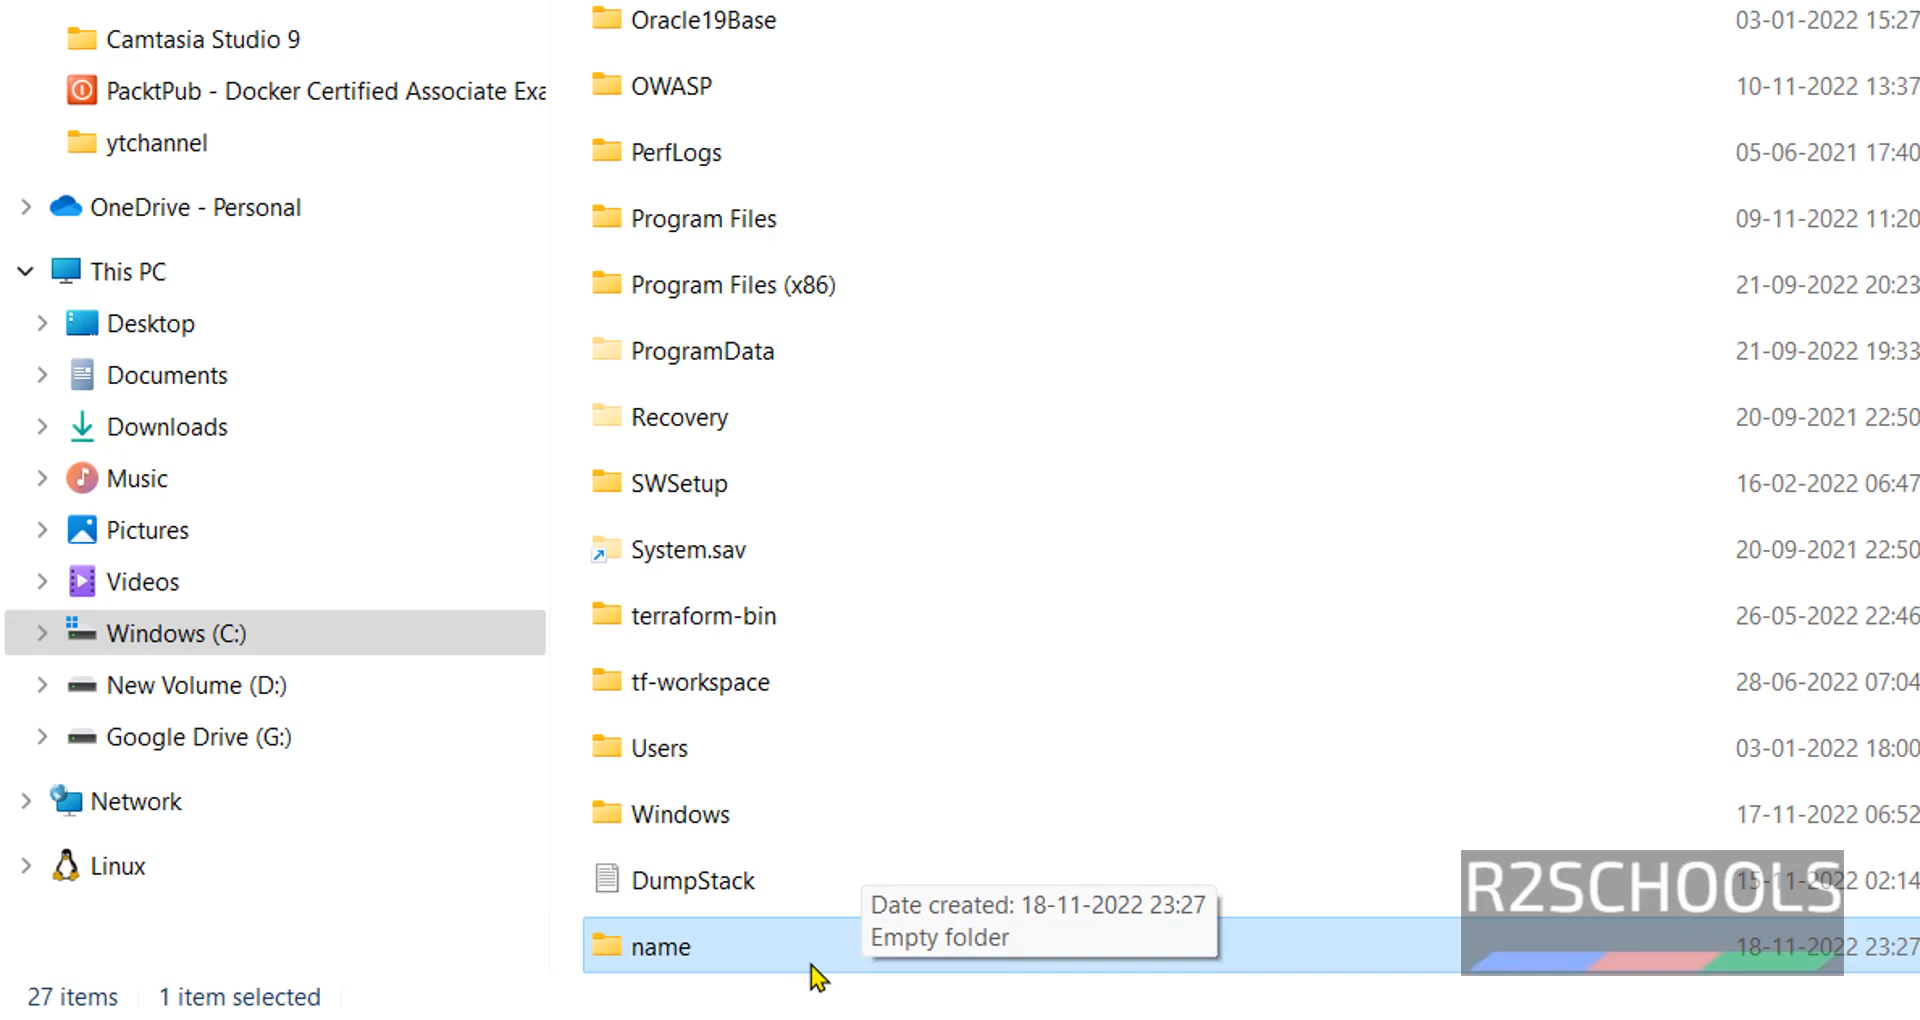 Camtasia Studio 9
PacktPub - Docker Certified Associate Exa
ytchannel
OneDrive - Personal
This PC
Desktop
Documents
Downloads
Music
Pictures
Videos
Windows (C:)
New Volume (D:)
Google Drive (G:)
Network
Linux
Oracle19Base 03-01-2022 15:27
OWASP 10-11-2022 13:37
PerfLogs 05-06-2021 17:40
Program Files 09-11-2022 11:20
Program Files (x86) 21-09-2022 20:23
ProgramData 21-09-2022 19:33
Recovery 20-09-2021 22:50
SWSetup 16-02-2022 06:47
System.sav 20-09-2021 22:50
terraform-bin 26-05-2022 22:46
tf-workspace 28-06-2022 07:04
Users 03-01-2022 18:00
Windows 17-11-2022 06:52
DumpStack 15-11-2022 02:14
name 18-11-2022 23:27
Date created: 18-11-2022 23:27
Empty folder
R2SCHOOLS
27 items 1 item selected